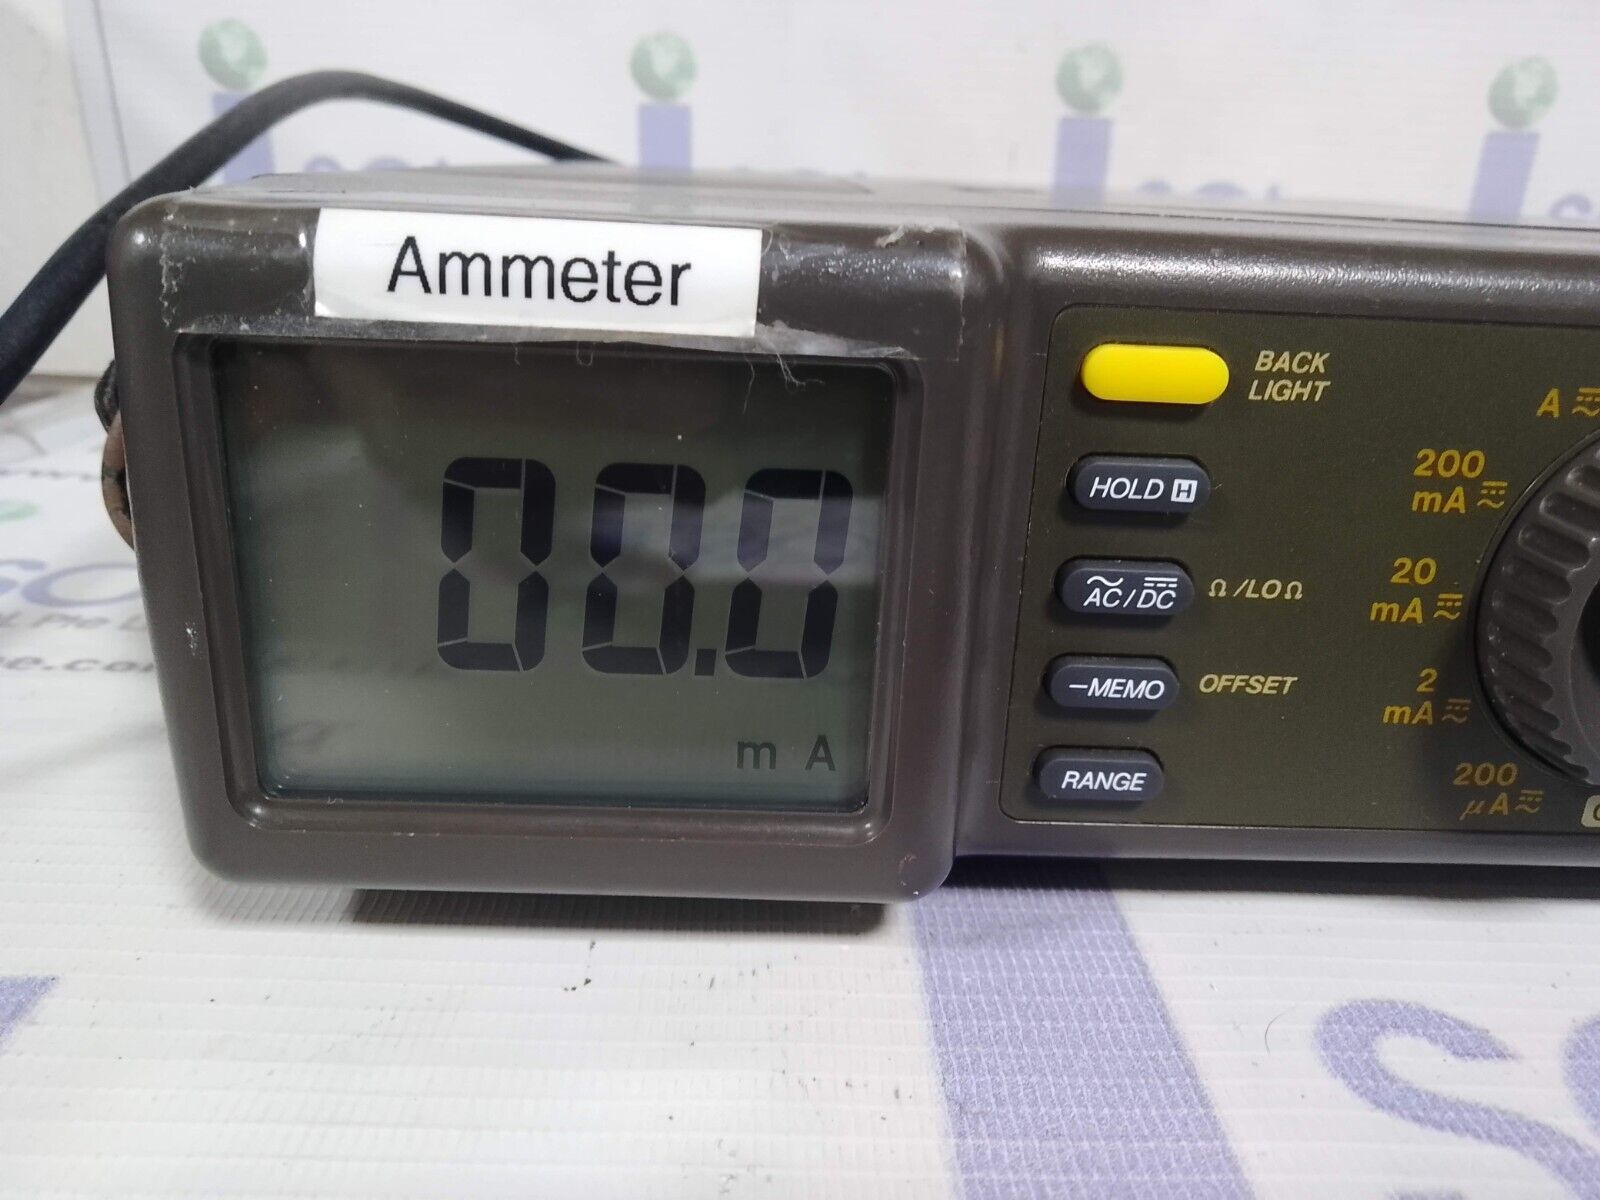 Ammeter
00.0
m A
BACK
LIGHT
HOLD H
AC/DC Ω/LOΩ
−MEMO OFFSET
RANGE
A
200
mA
20
mA
2
mA
200
μA